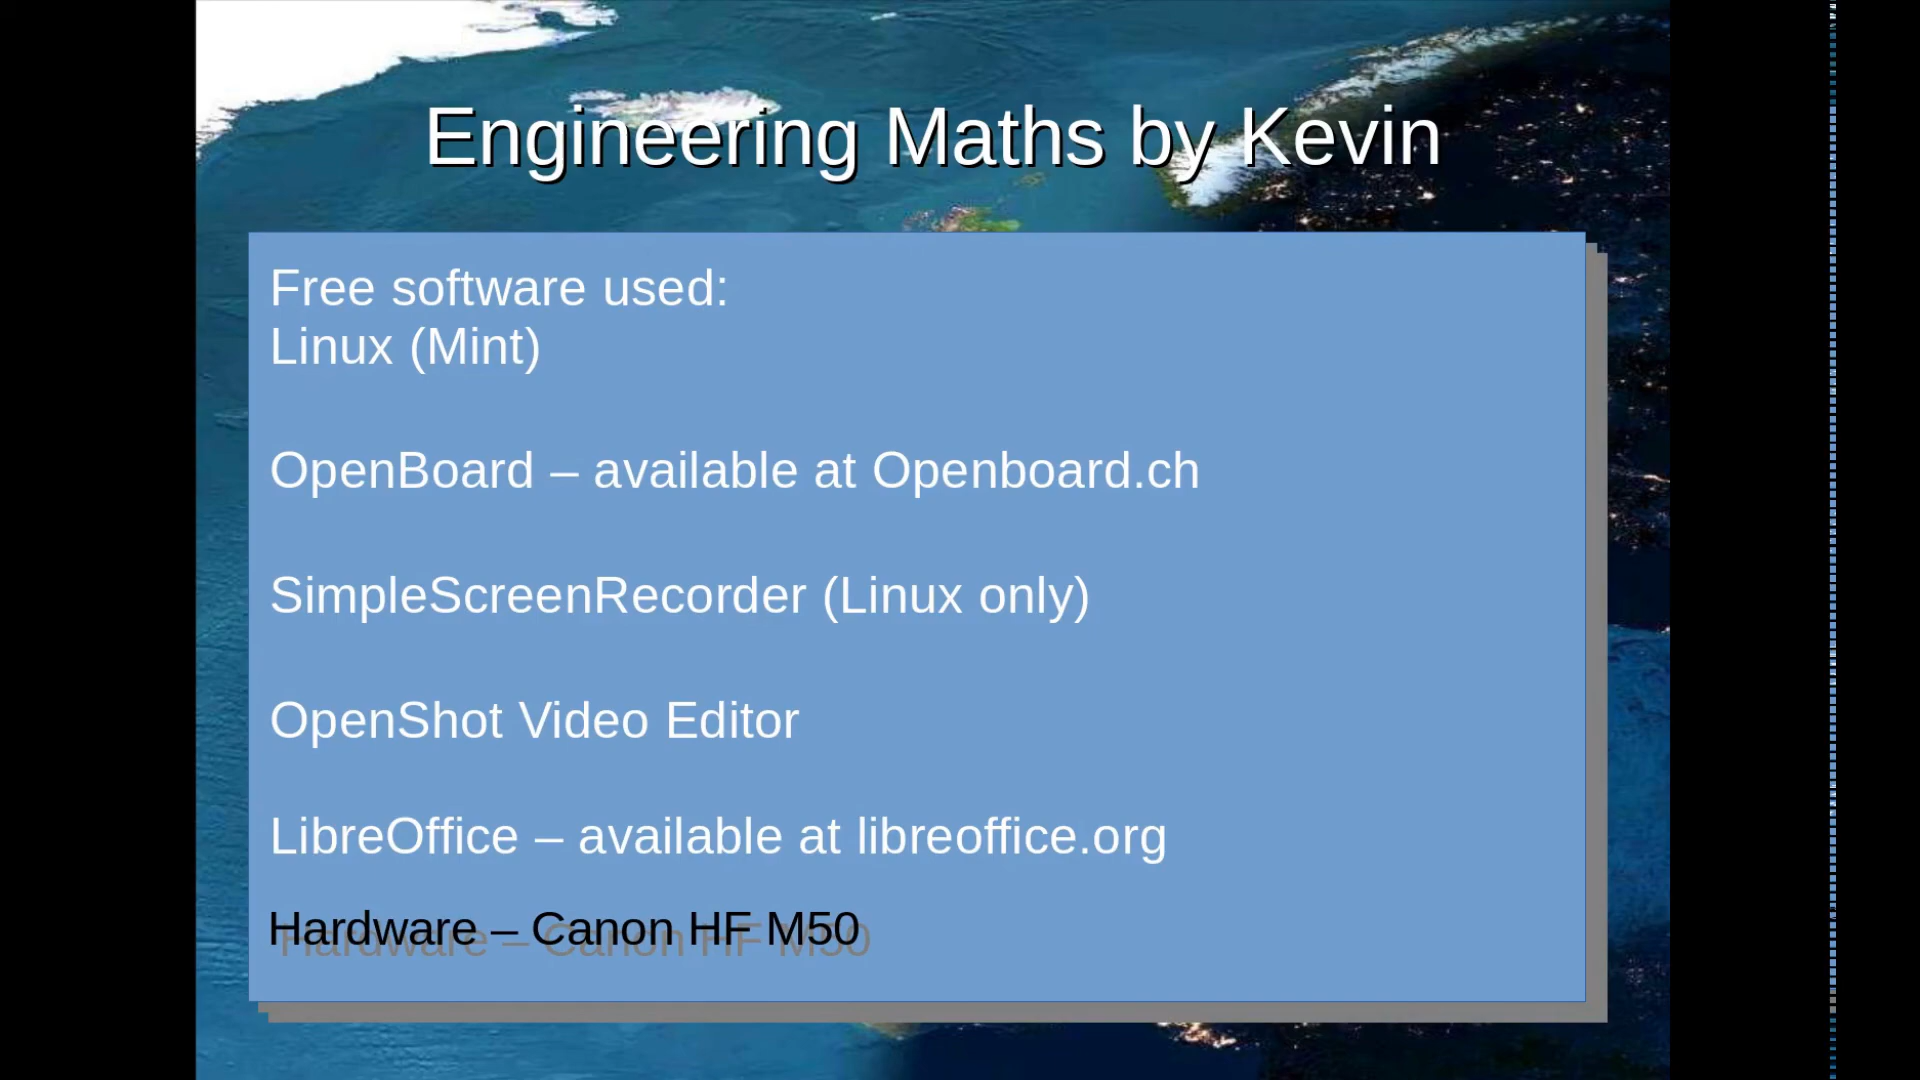 Engineering Maths by Kevin
Free software used:
Linux (Mint)
OpenBoard – available at Openboard.ch
SimpleScreenRecorder (Linux only)
OpenShot Video Editor
LibreOffice – available at libreoffice.org
Hardware – Canon HF M50